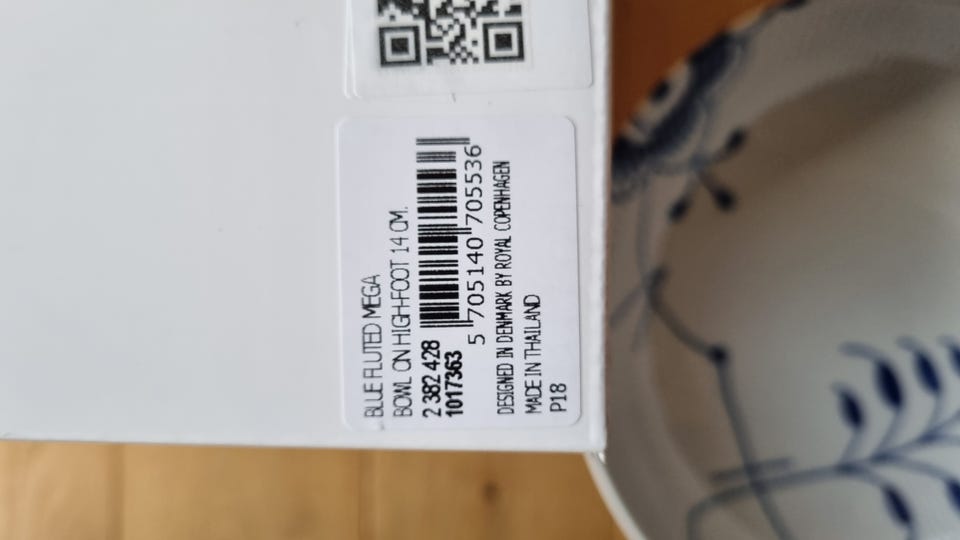 BLUE FLUTED MEGA
BOWL ON HIGH-FOOT 14 CM.
2 382 428
1017363
5 705140 705536
DESIGNED IN DENMARK BY ROYAL COPENHAGEN
MADE IN THAILAND
P18